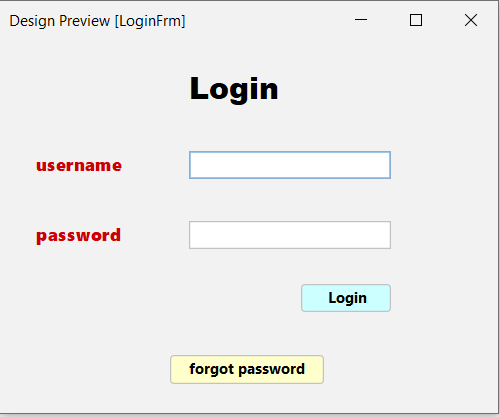 Design Preview [LoginFrm]
Login
username
password
Login
forgot password